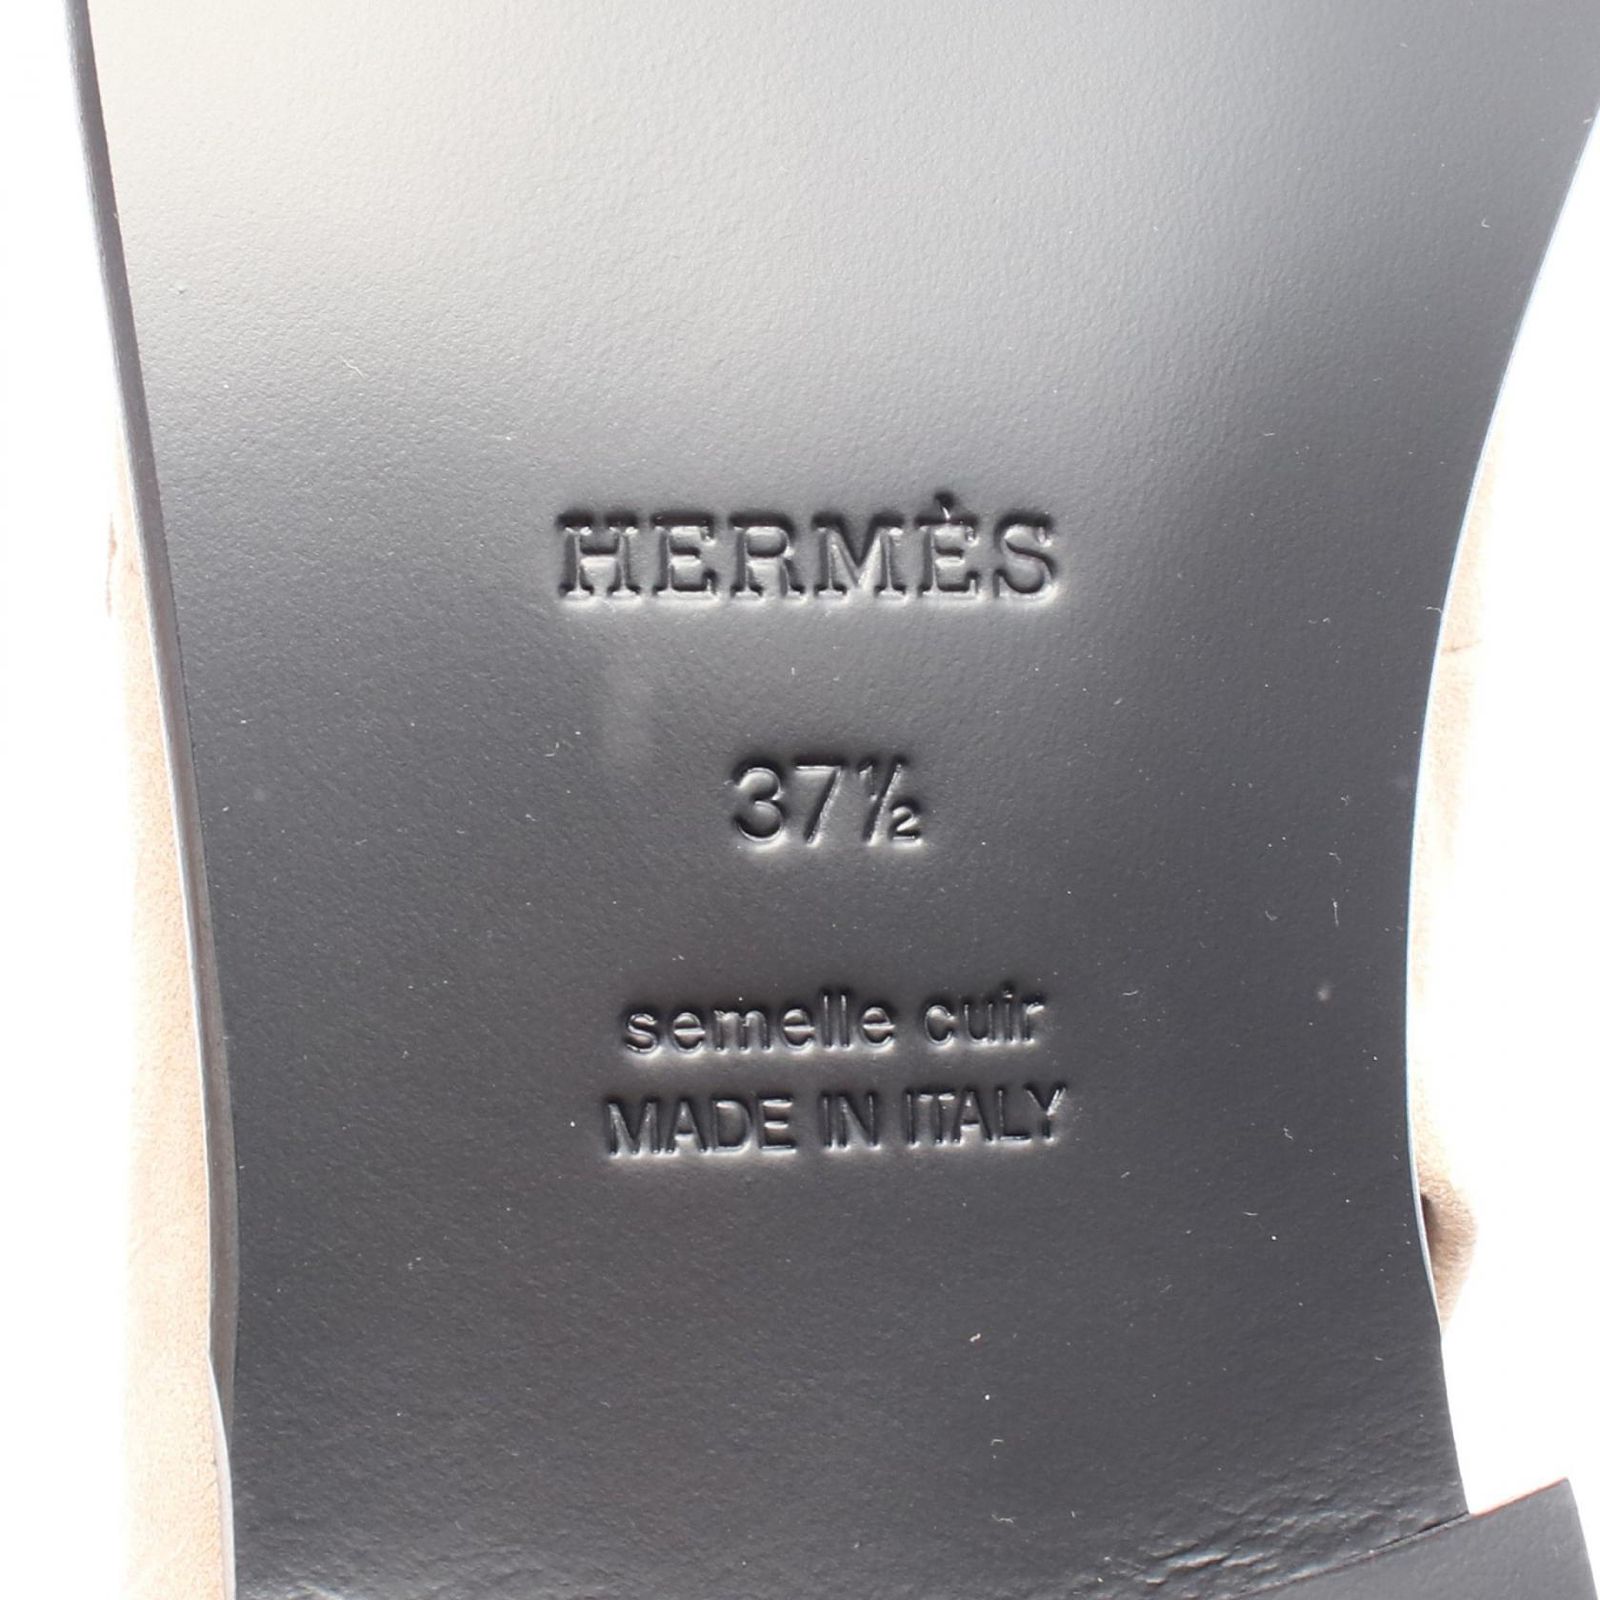 HERMÈS
37½
semelle cuir
MADE IN ITALY